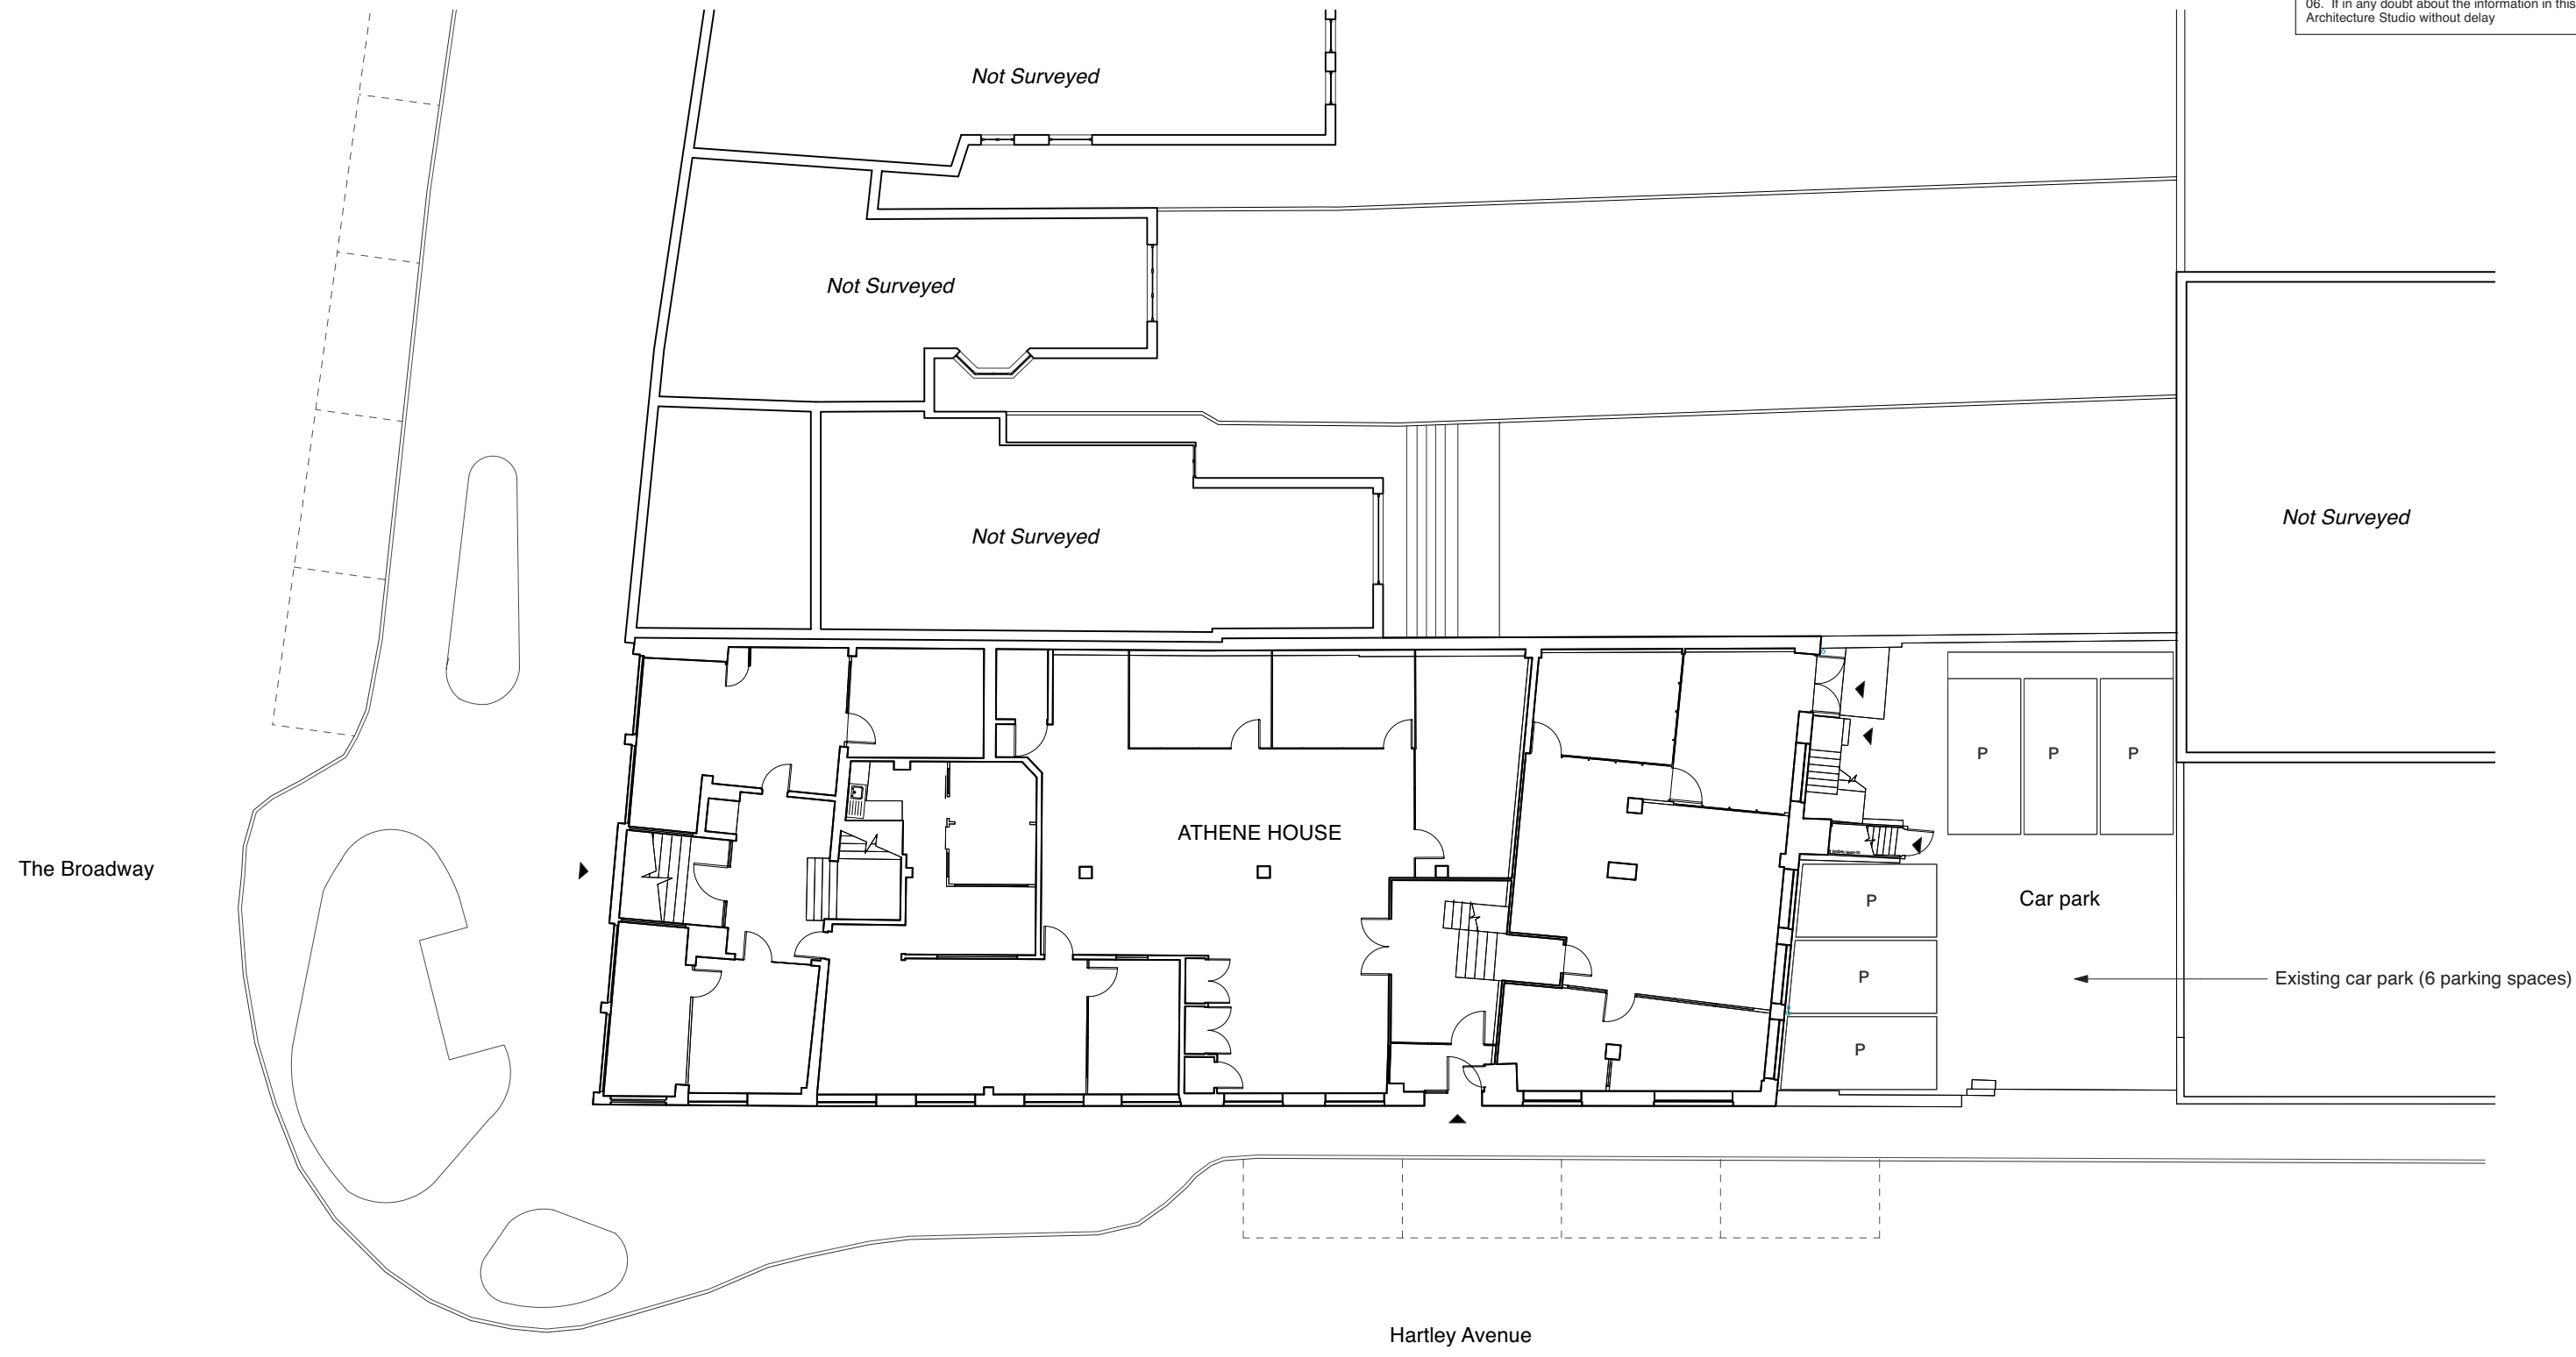 06. If in any doubt about the information in this
Architecture Studio without delay
Not Surveyed
Not Surveyed
Not Surveyed
Not Surveyed
P
P
P
ATHENE HOUSE
The Broadway
P
Car park
P
Existing car park (6 parking spaces)
P
Hartley Avenue